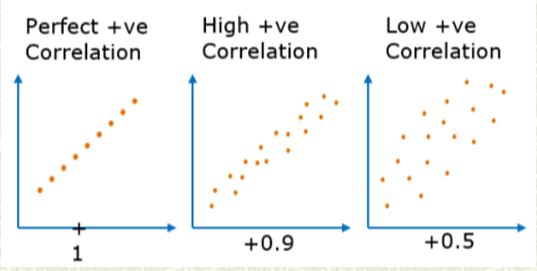 Perfect +ve
Correlation
High +ve
Correlation
Low +ve
Correlation
+
1
+0.9
+0.5